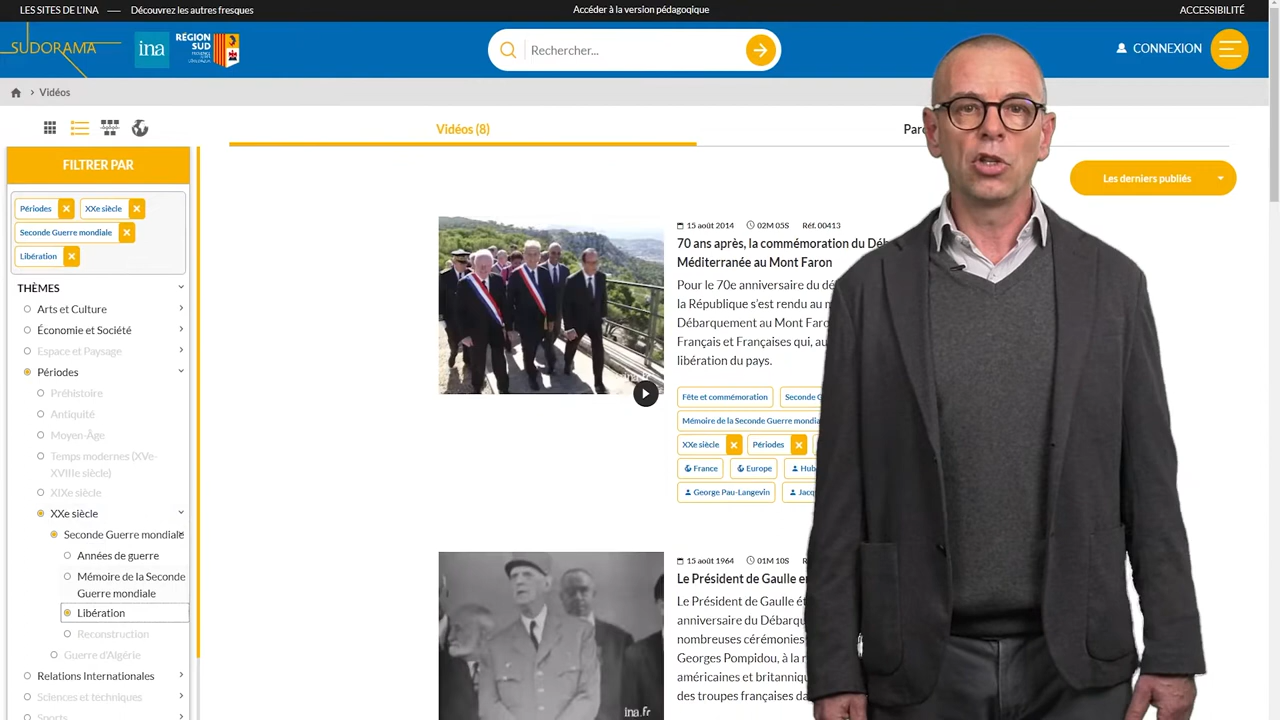 LES SITES DE L'INA — Découvrez les autres fresques
Accéder à la version pédagogique
ACCESSIBILITÉ
SUDORAMA
ina
RÉGION
SUD
Rechercher...
CONNEXION
> Vidéos
Vidéos (8)
FILTRER PAR
Périodes
XXe siècle
Seconde Guerre mondiale
Libération
THÈMES
Arts et Culture
Économie et Société
Espace et Paysage
Périodes
Préhistoire
Antiquité
Moyen-Âge
Temps modernes (XVe-
XVIIIe siècle)
XIXe siècle
XXe siècle
Seconde Guerre mondiale
Années de guerre
Mémoire de la Seconde
Guerre mondiale
Libération
Reconstruction
Guerre d'Algérie
Relations Internationales
Sciences et techniques
Sports
Les derniers publiés
15 août 2014 02M 05S Réf. 00413
70 ans après, la commémoration du Dé
Méditerranée au Mont Faron
Pour le 70e anniversaire du dé
la République s'est rendu au m
Débarquement au Mont Faro
Français et Françaises qui, au
libération du pays.
Fête et commémoration Seconde G
Mémoire de la Seconde Guerre mondia
XXe siècle Périodes
France Europe Hub
George Pau-Langevin Jacq
15 août 1964 01M 10S R
Le Président de Gaulle e
Le Président de Gaulle ét
anniversaire du Débarqu
nombreuses cérémonies
Georges Pompidou, à la r
américaines et britanniqu
des troupes françaises da
ina.fr